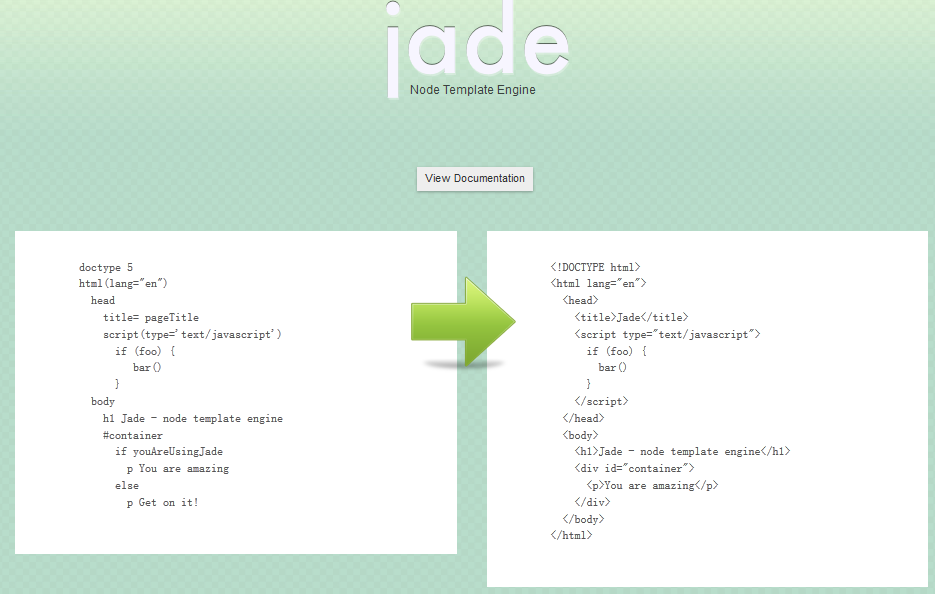 jade
Node Template Engine
View Documentation
doctype 5
html(lang="en")
  head
    title= pageTitle
    script(type='text/javascript')
      if (foo) {
         bar()
      }
  body
    h1 Jade - node template engine
    #container
      if youAreUsingJade
        p You are amazing
      else
        p Get on it!
<!DOCTYPE html>
<html lang="en">
  <head>
    <title>Jade</title>
    <script type="text/javascript">
      if (foo) {
        bar()
      }
    </script>
  </head>
  <body>
    <h1>Jade - node template engine</h1>
    <div id="container">
      <p>You are amazing</p>
    </div>
  </body>
</html>